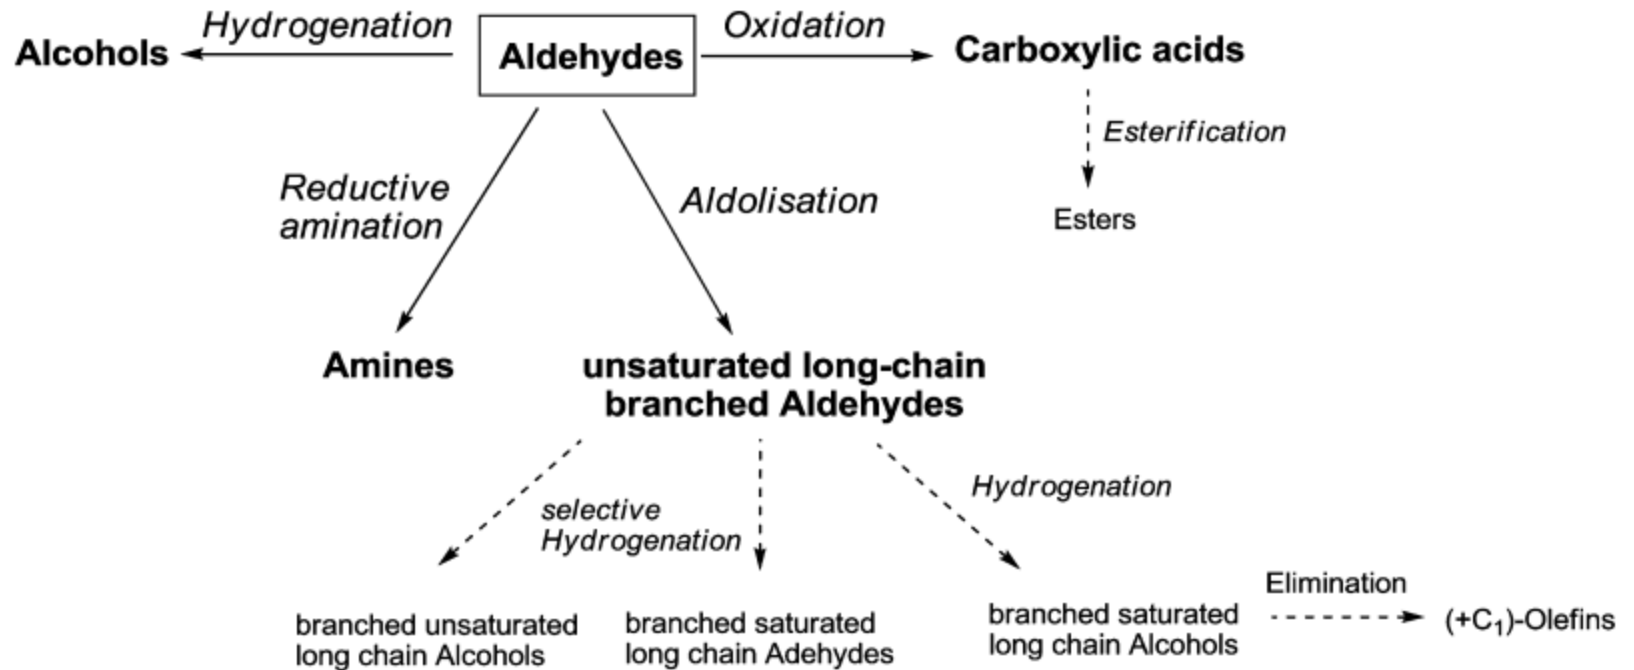 Hydrogenation
Oxidation
Alcohols
Aldehydes
Carboxylic acids
Esterification
Reductive
amination
Aldolisation
Esters
Amines
unsaturated long-chain
branched Aldehydes
selective
Hydrogenation
Hydrogenation
Elimination
branched unsaturated
long chain Alcohols
branched saturated
long chain Adehydes
branched saturated
long chain Alcohols
(+C₁)-Olefins